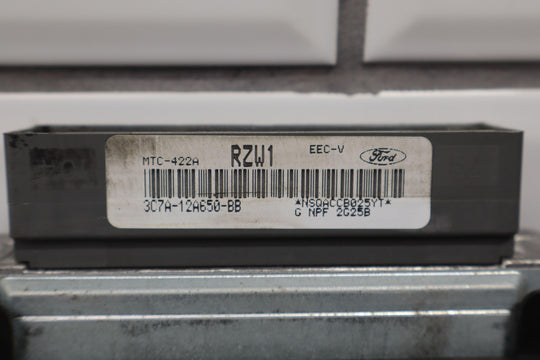 MTC-422A RZW1 EEC-V Ford
3C7A-12A650-BB *NSQACCB025YT*
G NPF 2G25B